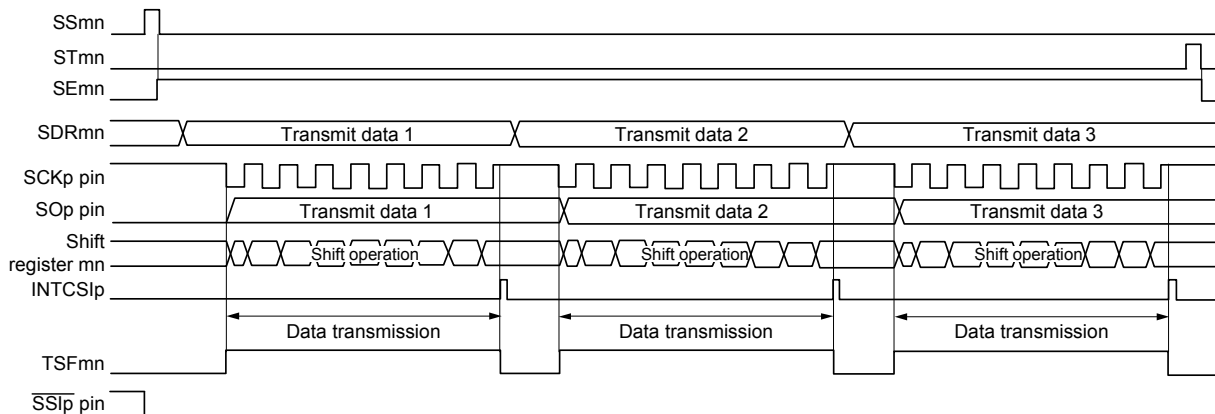 SSmn
STmn
SEmn
SDRmn Transmit data 1 Transmit data 2 Transmit data 3
SCKp pin
SOp pin Transmit data 1 Transmit data 2 Transmit data 3
Shift
register mn Shift operation Shift operation Shift operation
INTCSIp
Data transmission Data transmission Data transmission
TSFmn
SSIp pin